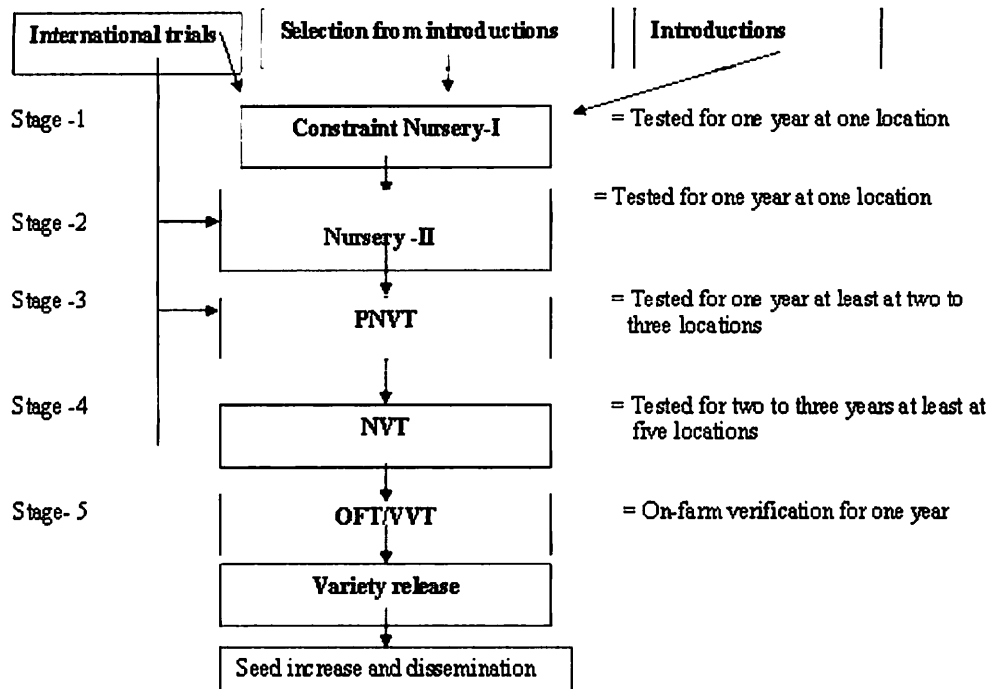 International trials
Selection from introductions
Introductions
Stage -1
Constraint Nursery-I
= Tested for one year at one location
Stage -2
Nursery -II
= Tested for one year at one location
Stage -3
PNVT
= Tested for one year at least at two to
three locations
Stage -4
NVT
= Tested for two to three years at least at
five locations
Stage- 5
OFT/VVT
= On-farm verification for one year
Variety release
Seed increase and dissemination